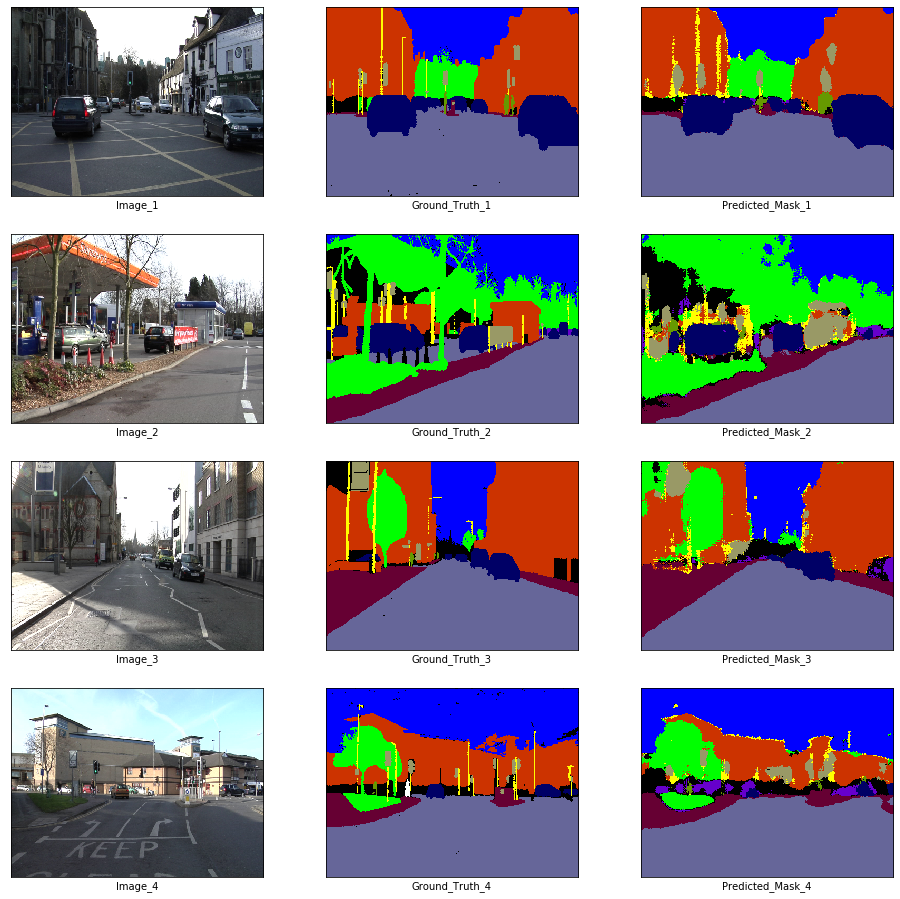 Image_1
Ground_Truth_1
Predicted_Mask_1
Image_2
Ground_Truth_2
Predicted_Mask_2
Image_3
Ground_Truth_3
Predicted_Mask_3
KEEP
Image_4
Ground_Truth_4
Predicted_Mask_4